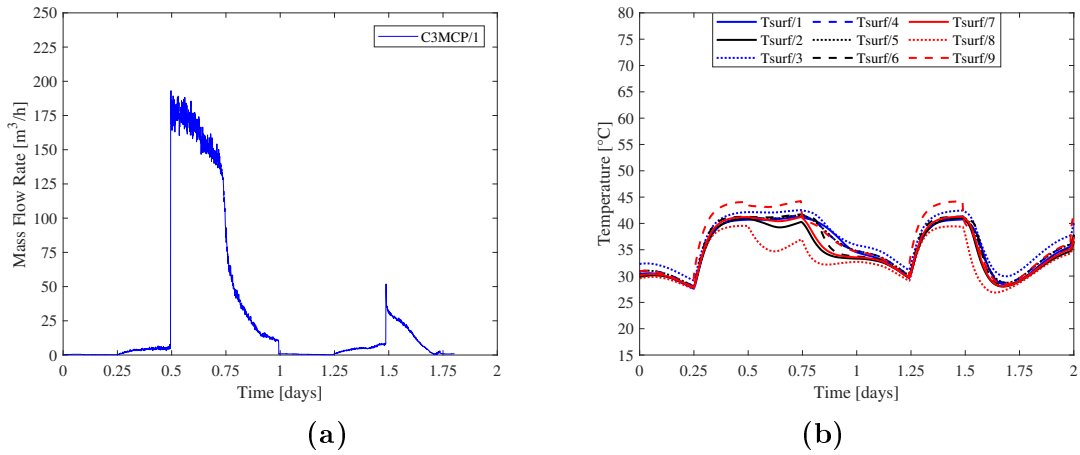 250
225
200
175
150
125
100
75
50
25
0
Mass Flow Rate [m³/h]
C3MCP/1
0 0.25 0.5 0.75 1 1.25 1.5 1.75 2
Time [days]
(a)
80
75
70
65
60
55
50
45
40
35
30
25
20
15
Temperature [°C]
Tsurf/1 Tsurf/4 Tsurf/7
Tsurf/2 Tsurf/5 Tsurf/8
Tsurf/3 Tsurf/6 Tsurf/9
0 0.25 0.5 0.75 1 1.25 1.5 1.75 2
Time [days]
(b)